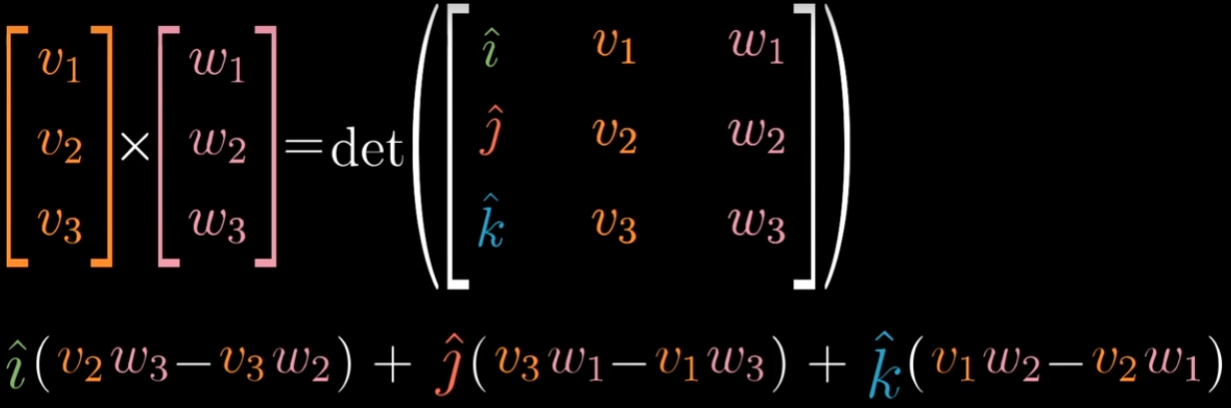 [v₁ v₂ v₃] × [w₁ w₂ w₃] = det([î v₁ w₁; ĵ v₂ w₂; k̂ v₃ w₃])
î(v₂w₃−v₃w₂) + ĵ(v₃w₁−v₁w₃) + k̂(v₁w₂−v₂w₁)